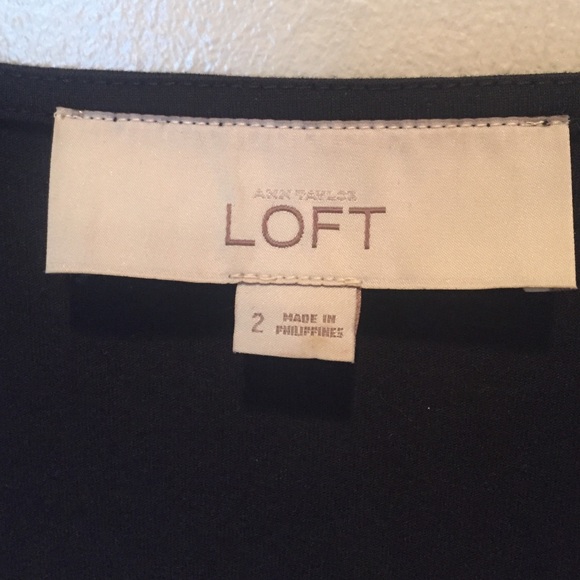 ANN TAYLOR
LOFT
2
MADE IN
PHILIPPINES